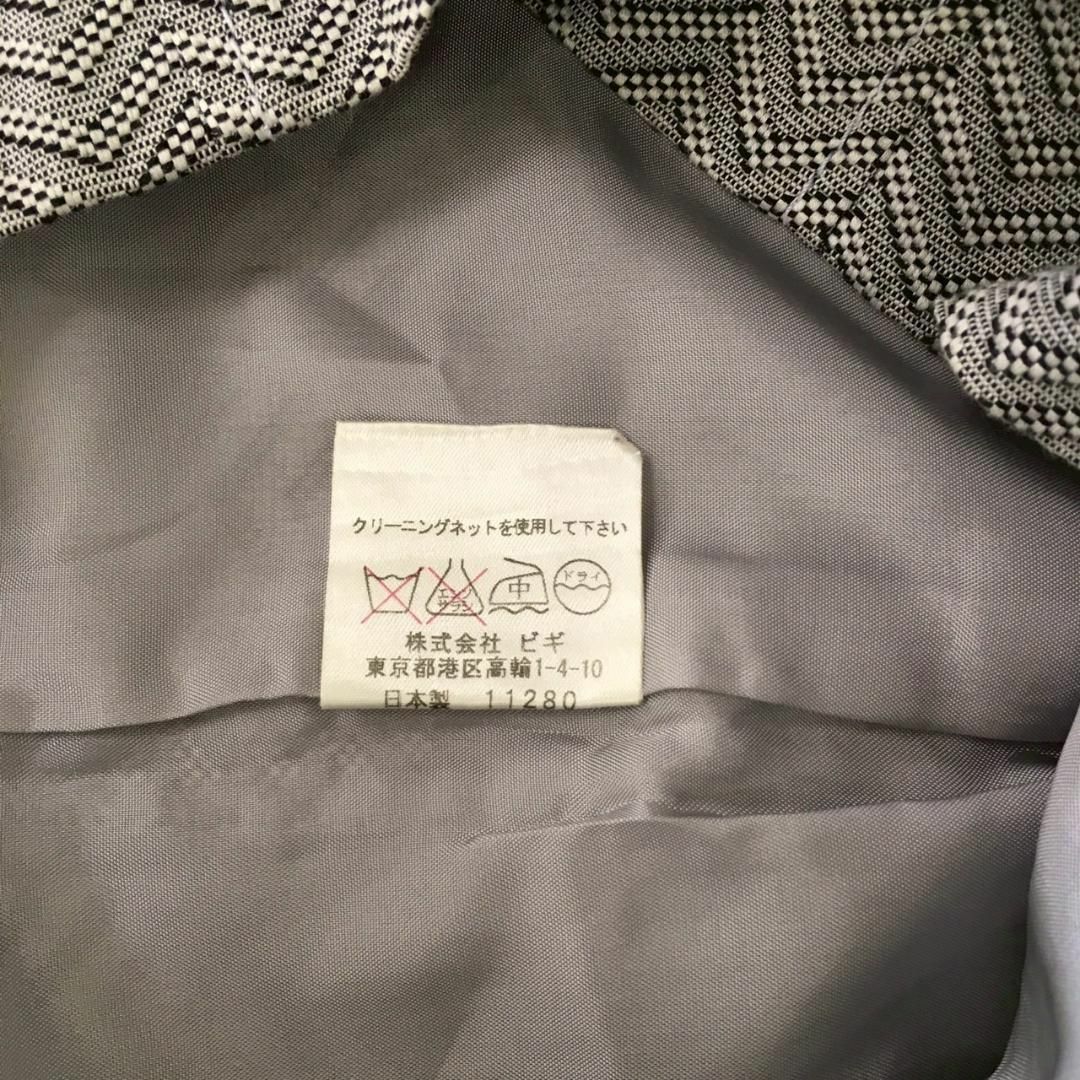 クリーニングネットを使用して下さい
エンソ
サラシ
中
ドライ
株式会社 ビギ
東京都港区高輪1-4-10
日本製 11280